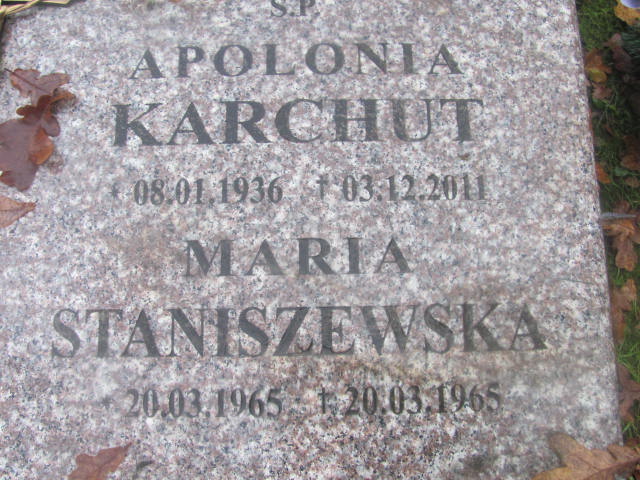 S.P.
APOLONIA
KARCHUT
* 08.01.1936 † 03.12.2011
MARIA
STANISZEWSKA
* 20.03.1965 † 20.03.1965